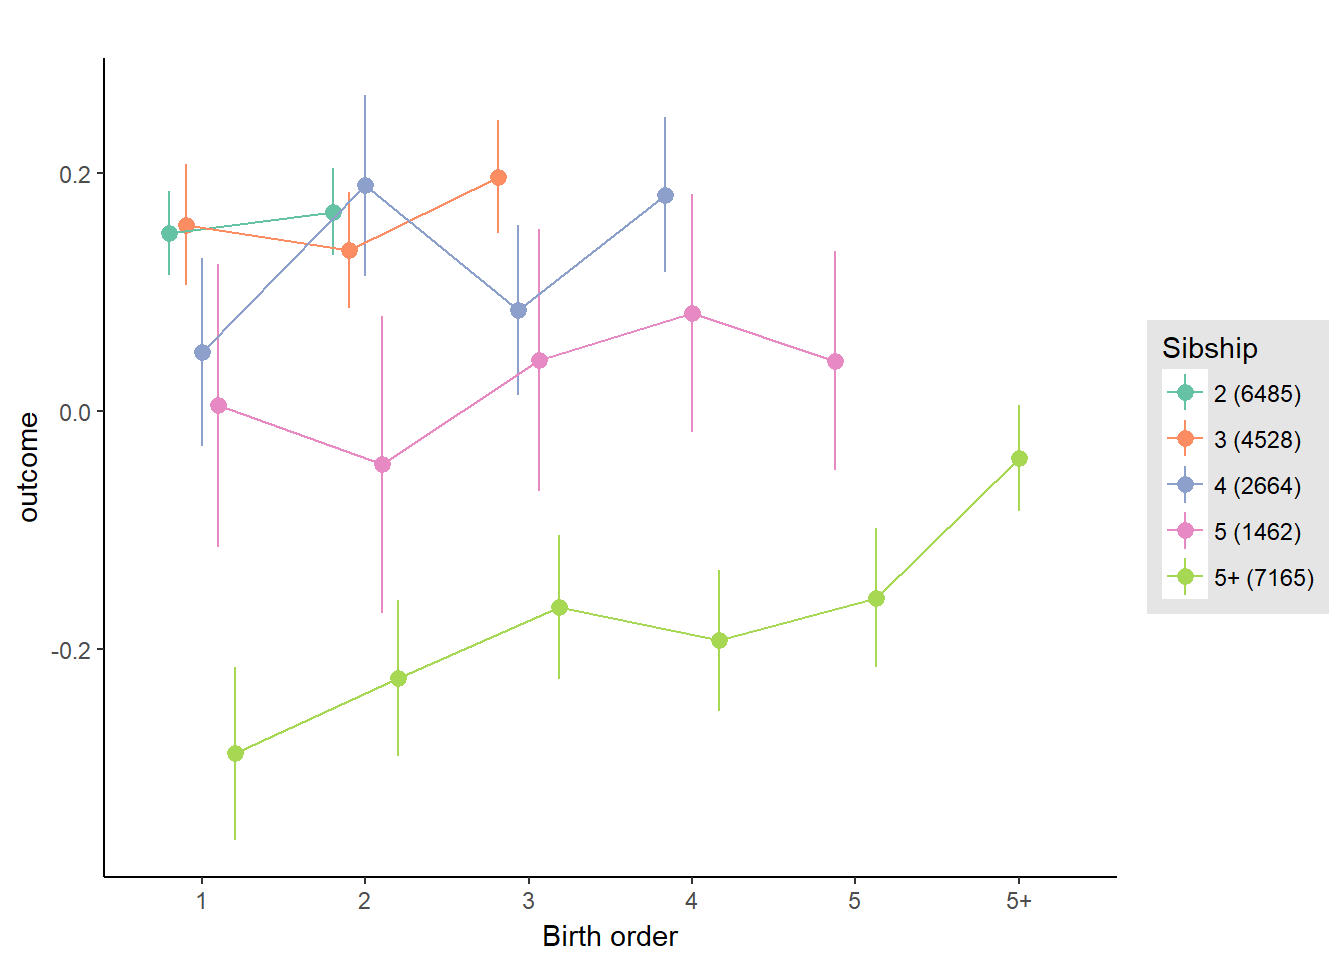 0.2
0.0
-0.2
outcome
1 2 3 4 5 5+
Birth order
Sibship
2 (6485)
3 (4528)
4 (2664)
5 (1462)
5+ (7165)